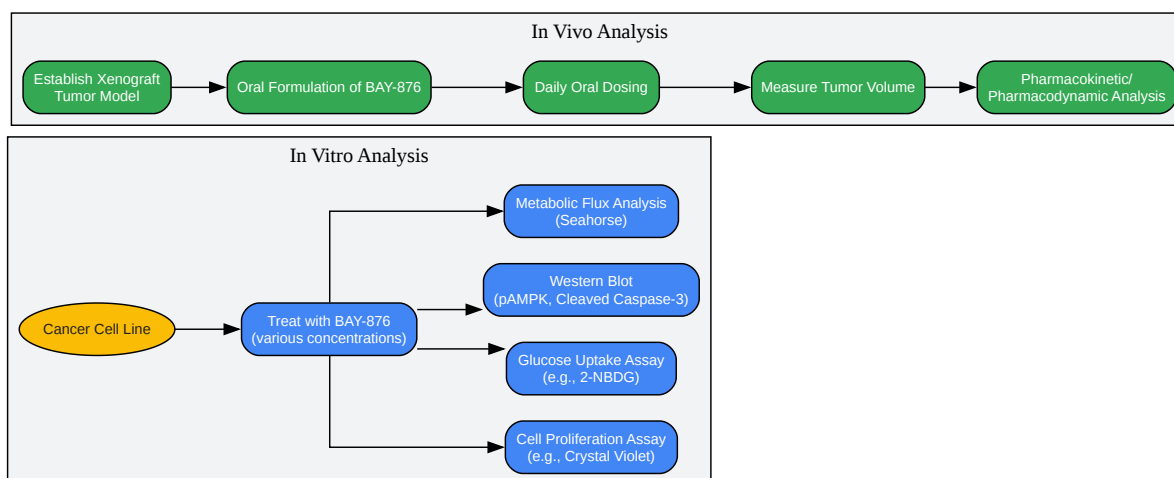 In Vivo Analysis
Establish Xenograft
Tumor Model
Oral Formulation of BAY-876
Daily Oral Dosing
Measure Tumor Volume
Pharmacokinetic/
Pharmacodynamic Analysis
In Vitro Analysis
Metabolic Flux Analysis
(Seahorse)
Western Blot
(pAMPK, Cleaved Caspase-3)
Cancer Cell Line
Treat with BAY-876
(various concentrations)
Glucose Uptake Assay
(e.g., 2-NBDG)
Cell Proliferation Assay
(e.g., Crystal Violet)